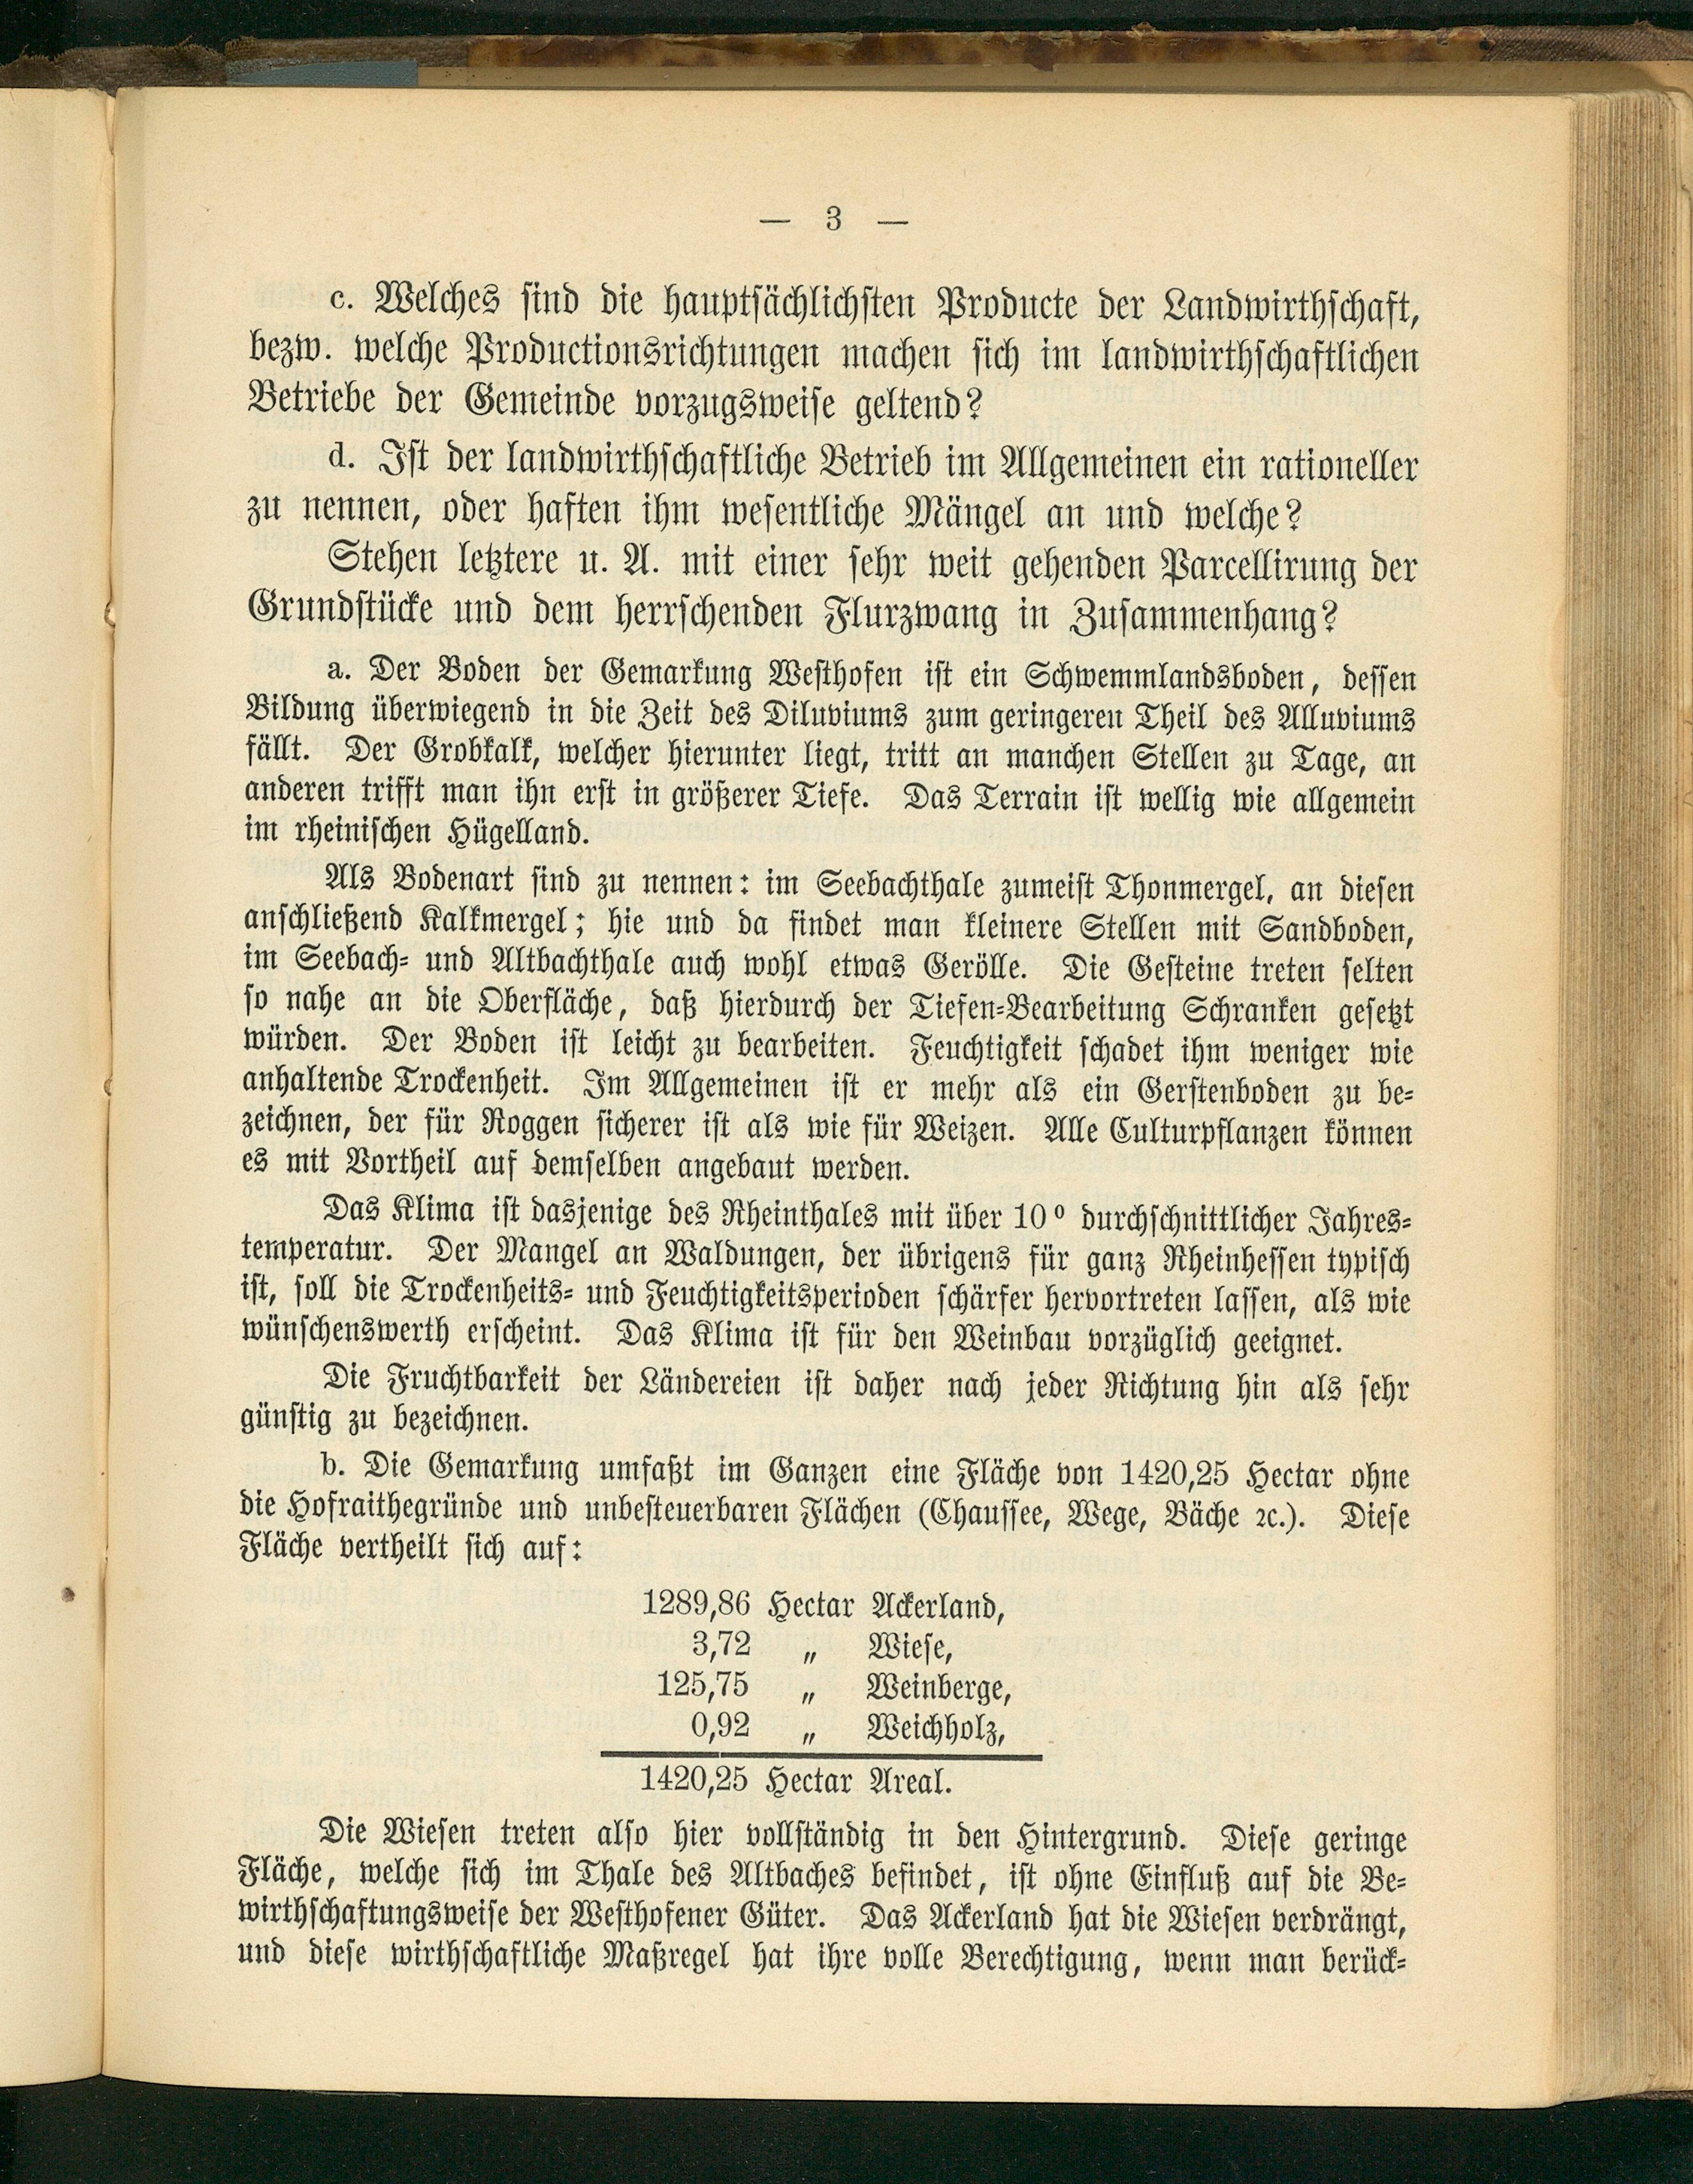 — 3 —
c. Welches sind die hauptsächlichsten Producte der Landwirthschaft,
bezw. welche Productionsrichtungen machen sich im landwirthschaftlichen
Betriebe der Gemeinde vorzugsweise geltend?
d. Ist der landwirthschaftliche Betrieb im Allgemeinen ein rationeller
zu nennen, oder haften ihm wesentliche Mängel an und welche?
Stehen letztere u. A. mit einer sehr weit gehenden Parcellirung der
Grundstücke und dem herrschenden Flurzwang in Zusammenhang?
a. Der Boden der Gemarkung Westhofen ist ein Schwemmlandsboden, dessen
Bildung überwiegend in die Zeit des Diluviums zum geringeren Theil des Alluviums
fällt. Der Grobkalk, welcher hierunter liegt, tritt an manchen Stellen zu Tage, an
anderen trifft man ihn erst in größerer Tiefe. Das Terrain ist wellig wie allgemein
im rheinischen Hügelland.
Als Bodenart sind zu nennen: im Seebachthale zumeist Thonmergel, an diesen
anschließend Kalkmergel; hie und da findet man kleinere Stellen mit Sandboden,
im Seebach- und Altbachthale auch wohl etwas Gerölle. Die Gesteine treten selten
so nahe an die Oberfläche, daß hierdurch der Tiefen-Bearbeitung Schranken gesetzt
würden. Der Boden ist leicht zu bearbeiten. Feuchtigkeit schadet ihm weniger wie
anhaltende Trockenheit. Im Allgemeinen ist er mehr als ein Gerstenboden zu be-
zeichnen, der für Roggen sicherer ist als wie für Weizen. Alle Culturpflanzen können
es mit Vortheil auf demselben angebaut werden.
Das Klima ist dasjenige des Rheinthales mit über 10° durchschnittlicher Jahres-
temperatur. Der Mangel an Waldungen, der übrigens für ganz Rheinhessen typisch
ist, soll die Trockenheits- und Feuchtigkeitsperioden schärfer hervortreten lassen, als wie
wünschenswerth erscheint. Das Klima ist für den Weinbau vorzüglich geeignet.
Die Fruchtbarkeit der Ländereien ist daher nach jeder Richtung hin als sehr
günstig zu bezeichnen.
b. Die Gemarkung umfaßt im Ganzen eine Fläche von 1420,25 Hectar ohne
die Hofraithegründe und unbesteuerbaren Flächen (Chaussee, Wege, Bäche ꝛc.). Diese
Fläche vertheilt sich auf:
1289,86 Hectar Ackerland,
3,72 „ Wiese,
125,75 „ Weinberge,
0,92 „ Weichholz,
1420,25 Hectar Areal.
Die Wiesen treten also hier vollständig in den Hintergrund. Diese geringe
Fläche, welche sich im Thale des Altbaches befindet, ist ohne Einfluß auf die Be-
wirthschaftungsweise der Westhofener Güter. Das Ackerland hat die Wiesen verdrängt,
und diese wirthschaftliche Maßregel hat ihre volle Berechtigung, wenn man berück-